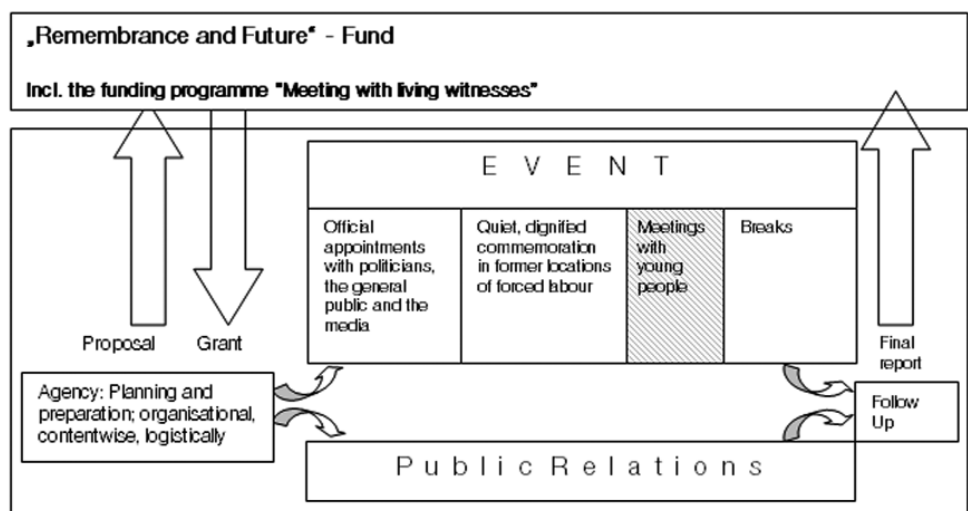 „Remembrance and Future“ - Fund
Incl. the funding programme "Meeting with living witnesses"
E V E N T
Official
appointments
with politicians,
the general
public and the
media
Quiet, dignified
commemoration
in former locations
of forced labour
Meetings
with
young
people
Breaks
Proposal
Grant
Final
report
Agency: Planning and
preparation; organisational,
contentwise, logistically
Follow
Up
P u b l i c R e l a t i o n s